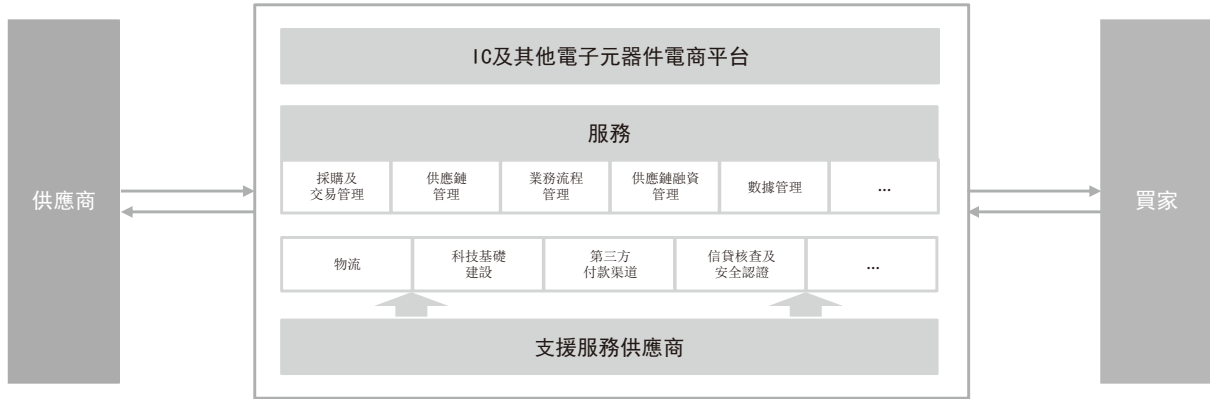 IC及其他電子元器件電商平台
服務
採購及
交易管理
供應鏈
管理
業務流程
管理
供應鏈融資
管理
數據管理
...
供應商
買家
物流
科技基礎
建設
第三方
付款渠道
信貸核查及
安全認證
...
支援服務供應商